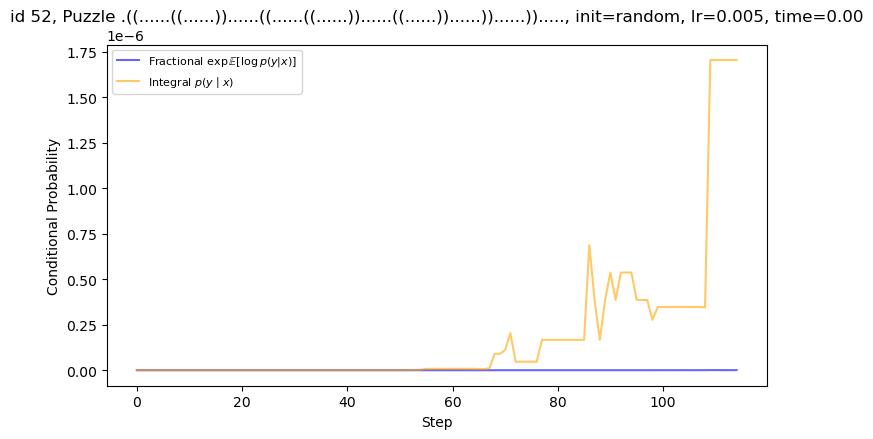 id 52, Puzzle .((......((......))......((......((......))......((......))......))......))....., init=random, lr=0.005, time=0.00
1e−6
Fractional exp𝔼[log p(y|x)]
Integral p(y | x)
1.75
1.50
1.25
1.00
0.75
0.50
0.25
0.00
Conditional Probability
0 20 40 60 80 100
Step